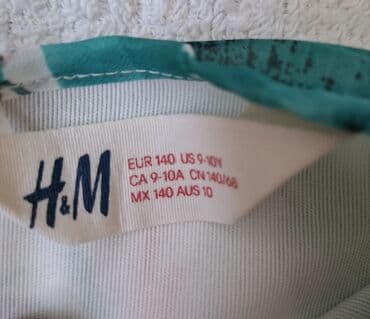 H&M
EUR 140 US 9-10Y
CA 9-10A CN 140/68
MX 140 AUS 10